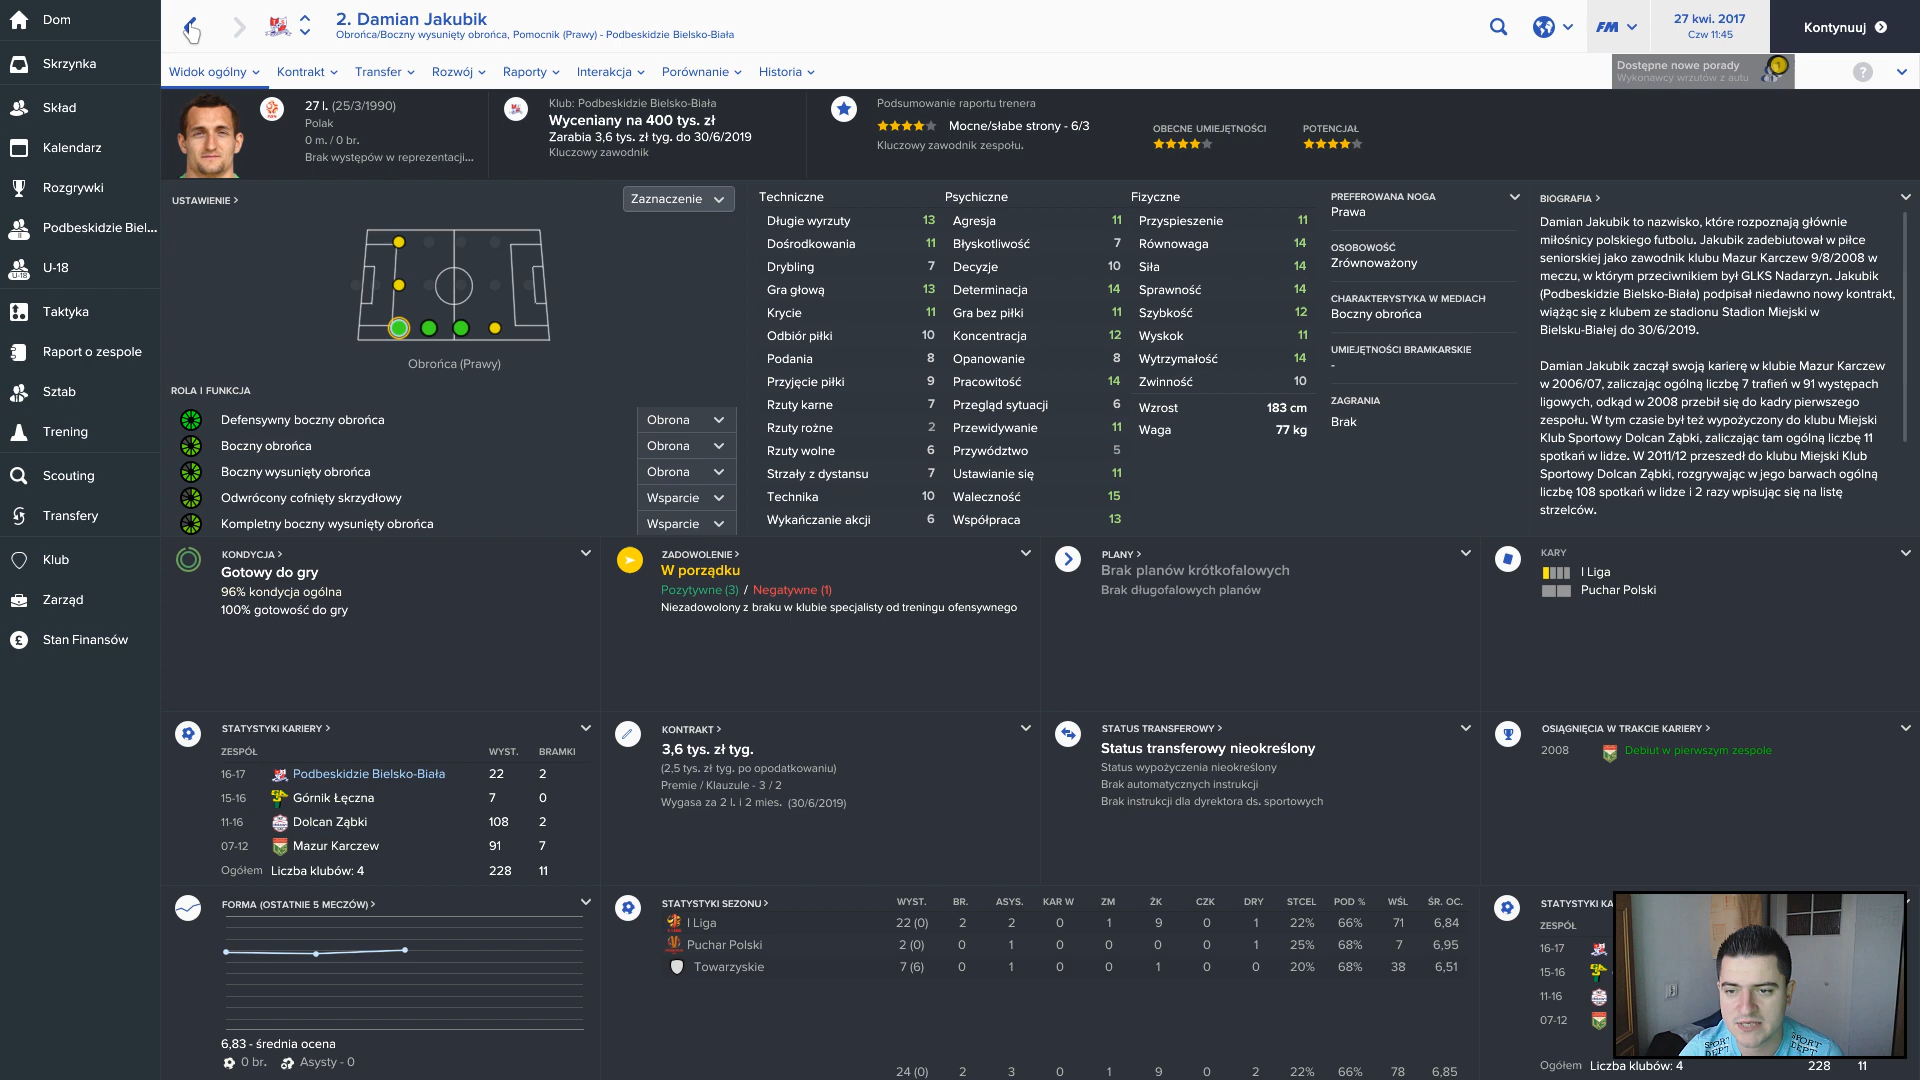 Dom
Skrzynka
Skład
Kalendarz
Rozgrywki
Podbeskidzie Biel...
U-18
Taktyka
Raport o zespole
Sztab
Trening
Scouting
Transfery
Klub
Zarząd
Stan Finansów
2. Damian Jakubik
Obrońca/Boczny wysunięty obrońca, Pomocnik (Prawy) - Podbeskidzie Bielsko-Biała
FM
27 kwi. 2017
Czw 11:45
Kontynuuj
Widok ogólny
Kontrakt
Transfer
Rozwój
Raporty
Interakcja
Porównanie
Historia
Dostępne nowe porady
Wykonawcy wrzutów z autu
27 l. (25/3/1990)
Polak
0 m. / 0 br.
Brak występów w reprezentacji...
Klub: Podbeskidzie Bielsko-Biała
Wyceniany na 400 tys. zł
Zarabia 3,6 tys. zł tyg. do 30/6/2019
Kluczowy zawodnik
Podsumowanie raportu trenera
Mocne/słabe strony - 6/3
Kluczowy zawodnik zespołu.
OBECNE UMIEJĘTNOŚCI
POTENCJAŁ
USTAWIENIE >
Zaznaczenie
Obrońca (Prawy)
ROLA I FUNKCJA
Defensywny boczny obrońca Obrona
Boczny obrońca Obrona
Boczny wysunięty obrońca Obrona
Odwrócony cofnięty skrzydłowy Wsparcie
Kompletny boczny wysunięty obrońca Wsparcie
Techniczne
Długie wyrzuty 13
Dośrodkowania 11
Drybling 7
Gra głową 13
Krycie 11
Odbiór piłki 10
Podania 8
Przyjęcie piłki 9
Rzuty karne 7
Rzuty rożne 2
Rzuty wolne 6
Strzały z dystansu 7
Technika 10
Wykańczanie akcji 6
Psychiczne
Agresja 11
Błyskotliwość 7
Decyzje 10
Determinacja 14
Gra bez piłki 11
Koncentracja 12
Opanowanie 8
Pracowitość 14
Przegląd sytuacji 6
Przewidywanie 11
Przywództwo 5
Ustawianie się 11
Waleczność 15
Współpraca 13
Fizyczne
Przyspieszenie 11
Równowaga 14
Siła 14
Sprawność 14
Szybkość 12
Wyskok 11
Wytrzymałość 14
Zwinność 10
Wzrost 183 cm
Waga 77 kg
PREFEROWANA NOGA
Prawa
OSOBOWOŚĆ
Zrównoważony
CHARAKTERYSTYKA W MEDIACH
Boczny obrońca
UMIEJĘTNOŚCI BRAMKARSKIE
-
ZAGRANIA
Brak
BIOGRAFIA >
Damian Jakubik to nazwisko, które rozpoznają głównie
miłośnicy polskiego futbolu. Jakubik zadebiutował w piłce
seniorskiej jako zawodnik klubu Mazur Karczew 9/8/2008 w
meczu, w którym przeciwnikiem był GLKS Nadarzyn. Jakubik
(Podbeskidzie Bielsko-Biała) podpisał niedawno nowy kontrakt,
wiążąc się z klubem ze stadionu Stadion Miejski w
Bielsku-Białej do 30/6/2019.
Damian Jakubik zaczął swoją karierę w klubie Mazur Karczew
w 2006/07, zaliczając ogólną liczbę 7 trafień w 91 występach
ligowych, odkąd w 2008 przebił się do kadry pierwszego
zespołu. W tym czasie był też wypożyczony do klubu Miejski
Klub Sportowy Dolcan Ząbki, zaliczając tam ogólną liczbę 11
spotkań w lidze. W 2011/12 przeszedł do klubu Miejski Klub
Sportowy Dolcan Ząbki, rozgrywając w jego barwach ogólną
liczbę 108 spotkań w lidze i 2 razy wpisując się na listę
strzelców.
KONDYCJA >
Gotowy do gry
96% kondycja ogólna
100% gotowość do gry
ZADOWOLENIE >
W porządku
Pozytywne (3) / Negatywne (1)
Niezadowolony z braku w klubie specjalisty od treningu ofensywnego
PLANY >
Brak planów krótkofalowych
Brak długofalowych planów
KARY
I Liga
Puchar Polski
STATYSTYKI KARIERY >
ZESPÓŁ WYST. BRAMKI
16-17 Podbeskidzie Bielsko-Biała 22 2
15-16 Górnik Łęczna 7 0
11-16 Dolcan Ząbki 108 2
07-12 Mazur Karczew 91 7
Ogółem Liczba klubów: 4 228 11
KONTRAKT >
3,6 tys. zł tyg.
(2,5 tys. zł tyg. po opodatkowaniu)
Premie / Klauzule - 3 / 2
Wygasa za 2 l. i 2 mies. (30/6/2019)
STATUS TRANSFEROWY >
Status transferowy nieokreślony
Status wypożyczenia nieokreślony
Brak automatycznych instrukcji
Brak instrukcji dla dyrektora ds. sportowych
OSIĄGNIĘCIA W TRAKCIE KARIERY >
2008 Debiut w pierwszym zespole
FORMA (OSTATNIE 5 MECZÓW) >
6,83 - średnia ocena
0 br. Asysty - 0
STATYSTYKI SEZONU > WYST. BR. ASYS. KAR W ZM ŻK CZK DRY STCEL POD % WŚL ŚR. OC.
I Liga 22 (0) 2 2 0 1 9 0 1 22% 66% 71 6,84
Puchar Polski 2 (0) 0 1 0 0 0 0 1 25% 68% 7 6,95
Towarzyskie 7 (6) 0 1 0 0 1 0 0 20% 68% 38 6,51
24 (0) 2 3 0 1 9 0 2 22% 66% 78 6,85
STATYSTYKI KA
ZESPÓŁ
16-17
15-16
11-16
07-12
Ogółem Liczba klubów: 4 228 11
SPORT
DEPT
SPORT
DEPT